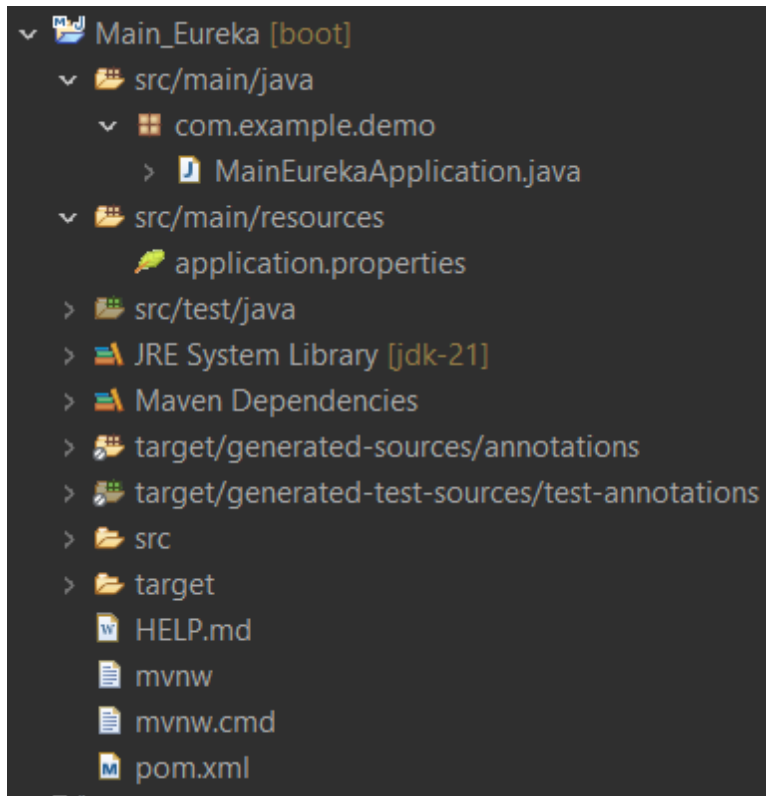 Main_Eureka [boot]
src/main/java
com.example.demo
MainEurekaApplication.java
src/main/resources
application.properties
src/test/java
JRE System Library [jdk-21]
Maven Dependencies
target/generated-sources/annotations
target/generated-test-sources/test-annotations
src
target
HELP.md
mvnw
mvnw.cmd
pom.xml